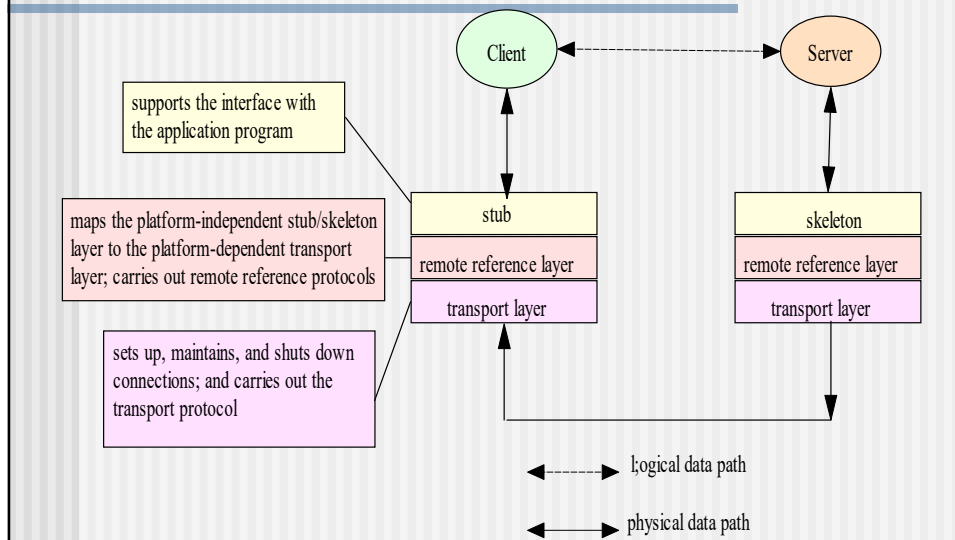 Client
Server
supports the interface with
the application program
stub
skeleton
maps the platform-independent stub/skeleton
layer to the platform-dependent transport
layer; carries out remote reference protocols
remote reference layer
remote reference layer
transport layer
transport layer
sets up, maintains, and shuts down
connections; and carries out the
transport protocol
l;ogical data path
physical data path